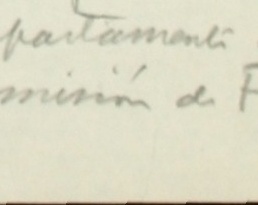 partamenti
misión de F